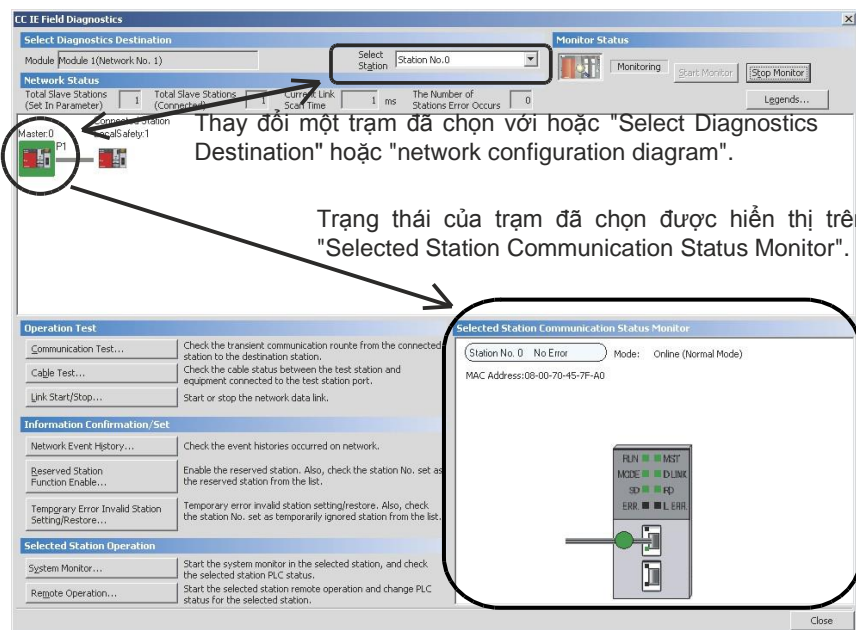 CC IE Field Diagnostics
Select Diagnostics Destination
Monitor Status
Module Module 1(Network No. 1)
Select
Station
Station No.0
Monitoring
Start Monitor
Stop Monitor
Network Status
Total Slave Stations
(Set In Parameter)
1
Total Slave Stations
(Connected)
1
Current Link
Scan Time
1 ms
The Number of
Stations Error Occurs
0
Legends...
Connected Station
Master:0
LocalSafety:1
P1
Thay đổi một trạm đã chọn với hoặc "Select Diagnostics
Destination" hoặc "network configuration diagram".
Trạng thái của trạm đã chọn được hiển thị trên
"Selected Station Communication Status Monitor".
Operation Test
Communication Test...
Check the transient communication rounte from the connected
station to the destination station.
Cable Test...
Check the cable status between the test station and
equipment connected to the test station port.
Link Start/Stop...
Start or stop the network data link.
Information Confirmation/Set
Network Event History...
Check the event histories occurred on network.
Reserved Station
Function Enable...
Enable the reserved station. Also, check the station No. set as
the reserved station from the list.
Temporary Error Invalid Station
Setting/Restore...
Temporary error invalid station setting/restore. Also, check
the station No. set as temporarily ignored station from the list.
Selected Station Operation
System Monitor...
Start the system monitor in the selected station, and check
the selected station PLC status.
Remote Operation...
Start the selected station remote operation and change PLC
status for the selected station.
Selected Station Communication Status Monitor
Station No. 0 No Error
Mode: Online (Normal Mode)
MAC Address:08-00-70-45-7F-A0
RUN MST
MODE D LINK
SD RD
ERR. L ERR.
Close